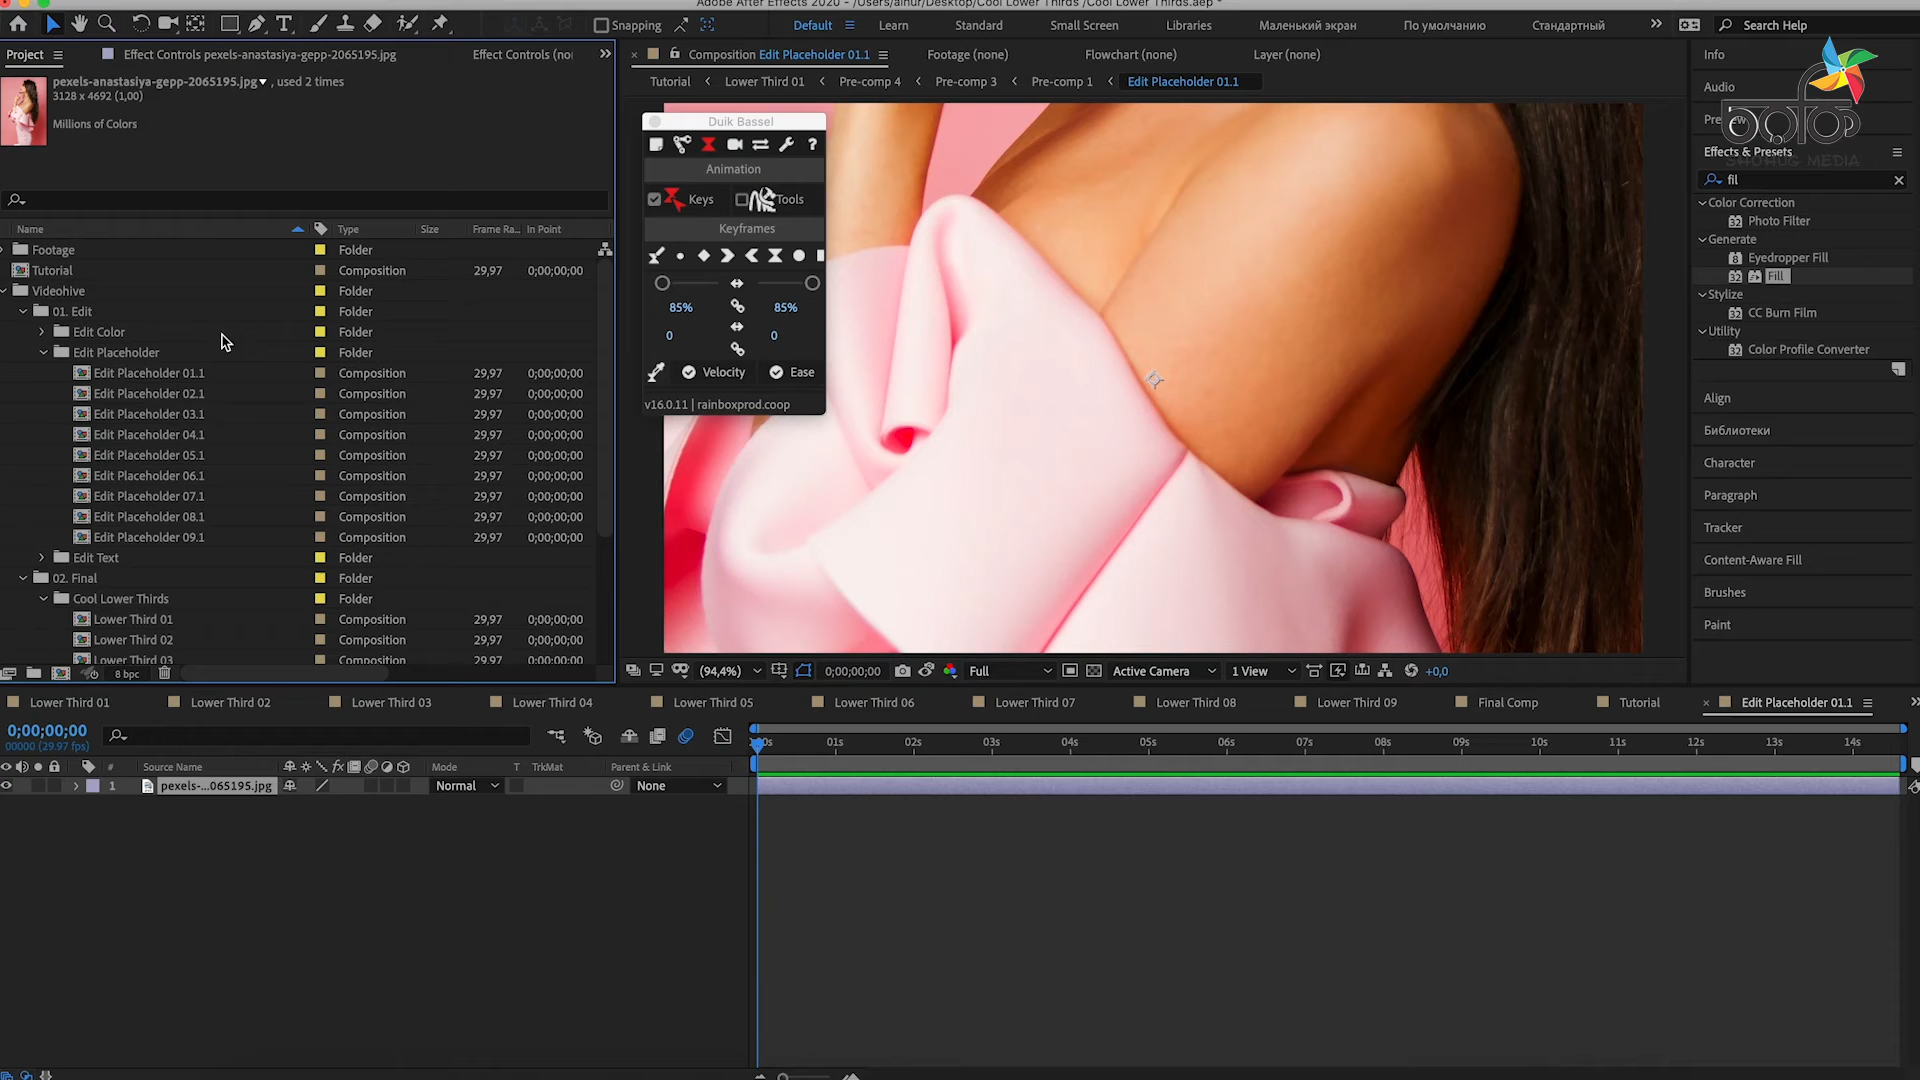 Adobe After Effects 2020 - /Users/ainur/Desktop/Cool Lower Thirds /Cool Lower Thirds.aep *
Snapping
Default
Learn
Standard
Small Screen
Libraries
Маленький экран
По умолчанию
Стандартный
Search Help
Project
Effect Controls pexels-anastasiya-gepp-2065195.jpg
Effect Controls (no
Composition Edit Placeholder 01.1
Footage (none)
Flowchart (none)
Layer (none)
Tutorial
Lower Third 01
Pre-comp 4
Pre-comp 3
Pre-comp 1
Edit Placeholder 01.1
pexels-anastasiya-gepp-2065195.jpg , used 2 times
3128 x 4692 (1,00)
Millions of Colors
Name Type Size Frame Ra... In Point
Footage Folder
Tutorial Composition 29,97 0;00;00;00
Videohive Folder
01. Edit Folder
Edit Color Folder
Edit Placeholder Folder
Edit Placeholder 01.1 Composition 29,97 0;00;00;00
Edit Placeholder 02.1 Composition 29,97 0;00;00;00
Edit Placeholder 03.1 Composition 29,97 0;00;00;00
Edit Placeholder 04.1 Composition 29,97 0;00;00;00
Edit Placeholder 05.1 Composition 29,97 0;00;00;00
Edit Placeholder 06.1 Composition 29,97 0;00;00;00
Edit Placeholder 07.1 Composition 29,97 0;00;00;00
Edit Placeholder 08.1 Composition 29,97 0;00;00;00
Edit Placeholder 09.1 Composition 29,97 0;00;00;00
Edit Text Folder
02. Final Folder
Cool Lower Thirds Folder
Lower Third 01 Composition 29,97 0;00;00;00
Lower Third 02 Composition 29,97 0;00;00;00
Lower Third 03 Composition 29,97 0;00;00;00
8 bpc
Duik Bassel
Animation
Keys
Tools
Keyframes
85% 85%
0 0
Velocity
Ease
v16.0.11 | rainboxprod.coop
(94,4%)
0;00;00;00
Full
Active Camera
1 View
+0,0
Info
Audio
Effects & Presets
SHOHUG MEDIA
fil
Color Correction
Photo Filter
Generate
Eyedropper Fill
Fill
Stylize
CC Burn Film
Utility
Color Profile Converter
Align
Библиотеки
Character
Paragraph
Tracker
Content-Aware Fill
Brushes
Paint
Lower Third 01
Lower Third 02
Lower Third 03
Lower Third 04
Lower Third 05
Lower Third 06
Lower Third 07
Lower Third 08
Lower Third 09
Final Comp
Tutorial
Edit Placeholder 01.1
0;00;00;00
00000 (29.97 fps)
01s 02s 03s 04s 05s 06s 07s 08s 09s 10s 11s 12s 13s 14s
# Source Name Mode T TrkMat Parent & Link
1 pexels-...065195.jpg Normal None